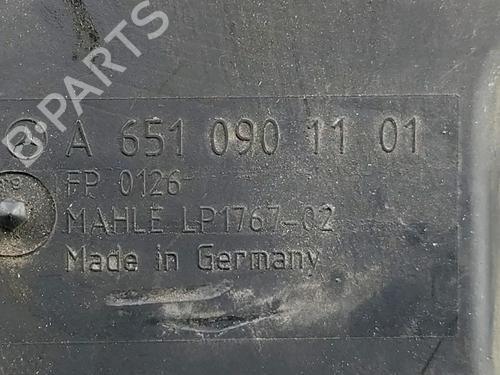 B-PARTS
A 651 090 11 01
FP 0126
MAHLE LP1767-02
Made in Germany